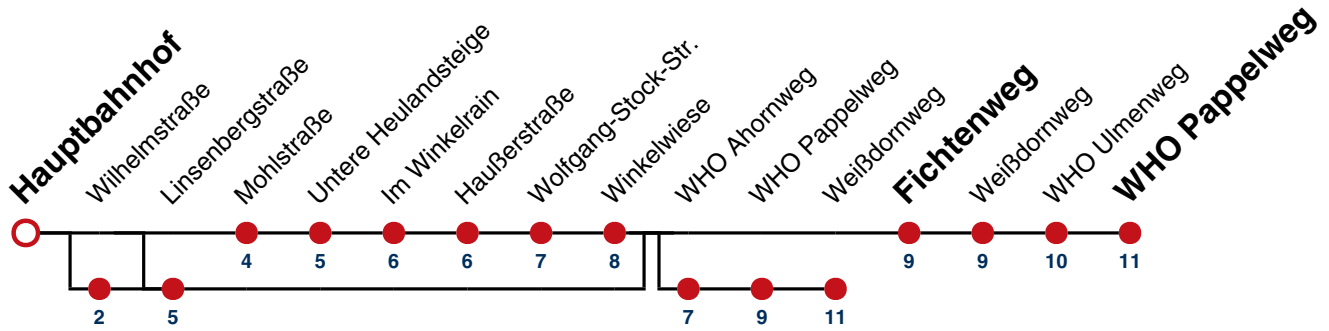 Hauptbahnhof
Wilhelmstraße
Linsenbergstraße
Mohlstraße
Untere Heulandsteige
Im Winkelrain
Haußerstraße
Wolfgang-Stock-Str.
Winkelwiese
WHO Ahornweg
WHO Pappelweg
Weißdornweg
Fichtenweg
Weißdornweg
WHO Ulmenweg
WHO Pappelweg
4 5 6 6 7 8 9 9 10 11
2 5 7 9 11